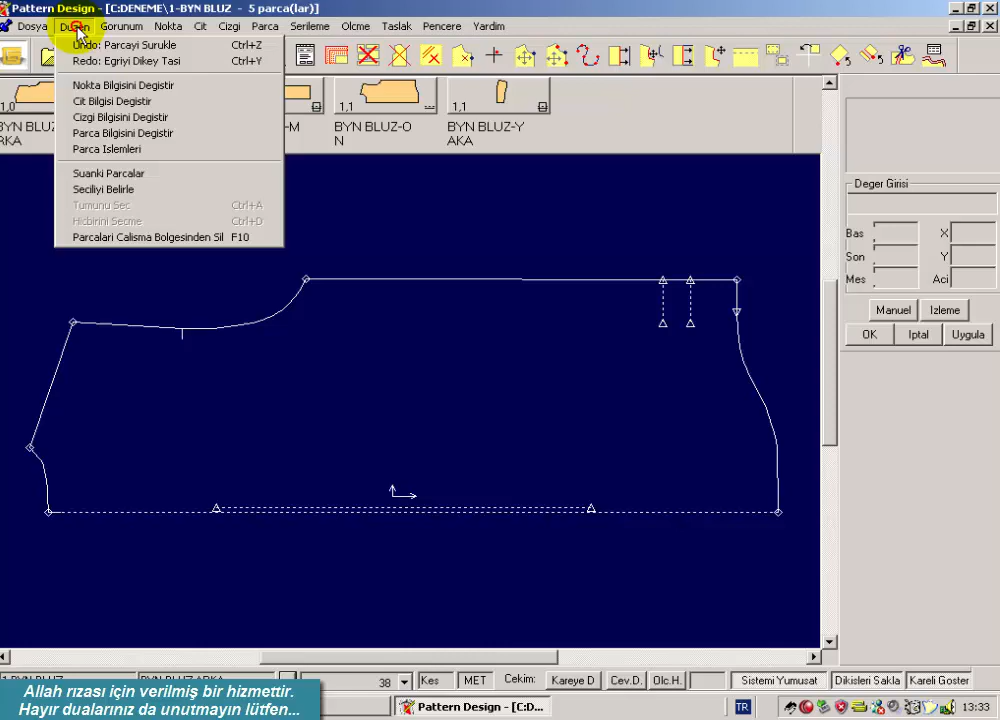 Pattern Design - [C:DENEME\1-BYN BLUZ - 5 parca(lar)]
Dosya Duzen Gorunum Nokta Cit Cizgi Parca Serileme Olcme Taslak Pencere Yardim
Undo: Parcayi Surukle Ctrl+Z
Redo: Egriyi Dikey Tasi Ctrl+Y
Nokta Bilgisini Degistir
Cit Bilgisi Degistir
Cizgi Bilgisini Degistir
Parca Bilgisini Degistir
Parca Islemleri
Suanki Parcalar
Seciliyi Belirle
Tumunu Sec Ctrl+A
Hicbirini Secme Ctrl+D
Parcalari Calisma Bolgesinden Sil F10
1,0
1,1
1,1
BYN BLUZ-O
N
BYN BLUZ-Y
AKA
-M
Deger Girisi
Bas X
Son Y
Mes Aci
Manuel Izleme
OK Iptal Uygula
38 Kes MET Cekim: Kareye D Cev.D. Olc.H. Sistemi Yumusat Dikisleri Sakla Kareli Goster
Allah rızası için verilmiş bir hizmettir.
Hayır dualarınız da unutmayın lütfen...
Pattern Design - [C:D...
TR
13:33